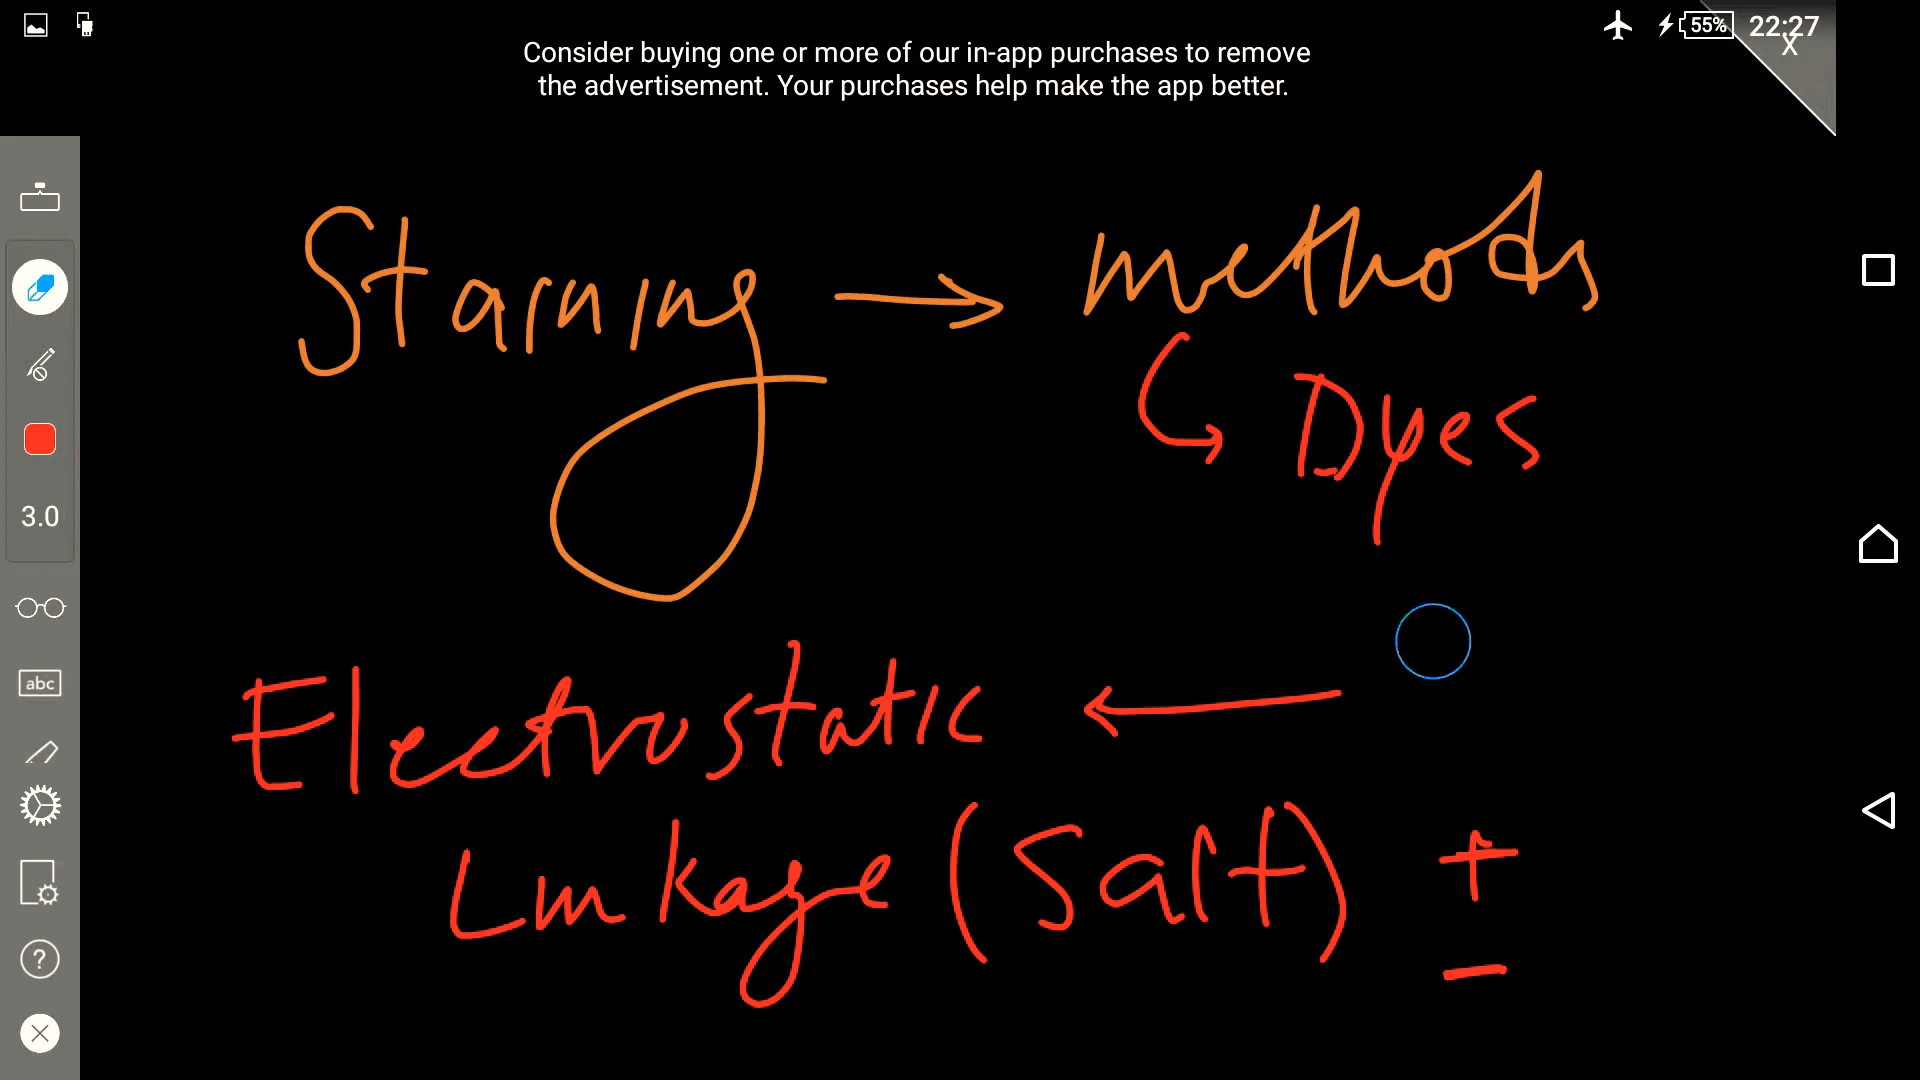 55% 22:27
X
Consider buying one or more of our in-app purchases to remove
the advertisement. Your purchases help make the app better.
Staining → methods
Dyes
3.0
abc
Electrostatic ←
Linkage (Salt) +
−
?